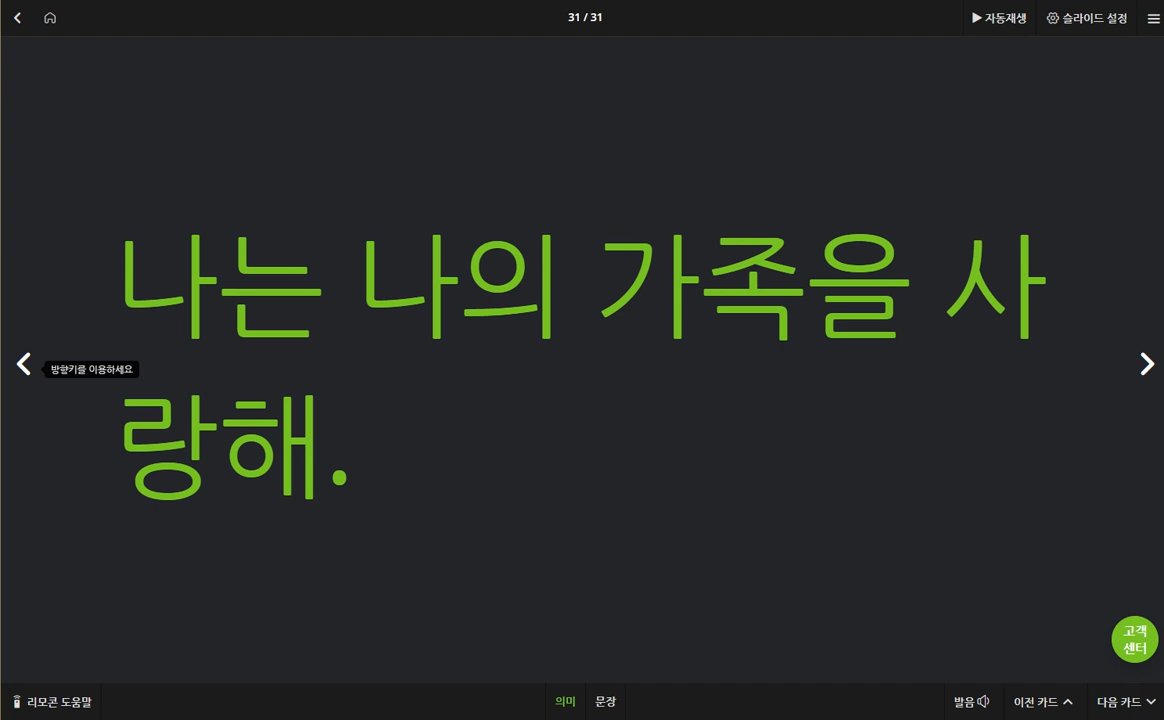 31 / 31
자동재생
슬라이드 설정
나는 나의 가족을 사
랑해.
방향키를 이용하세요
고객
센터
리모콘 도움말
의미
문장
발음
이전 카드
다음 카드